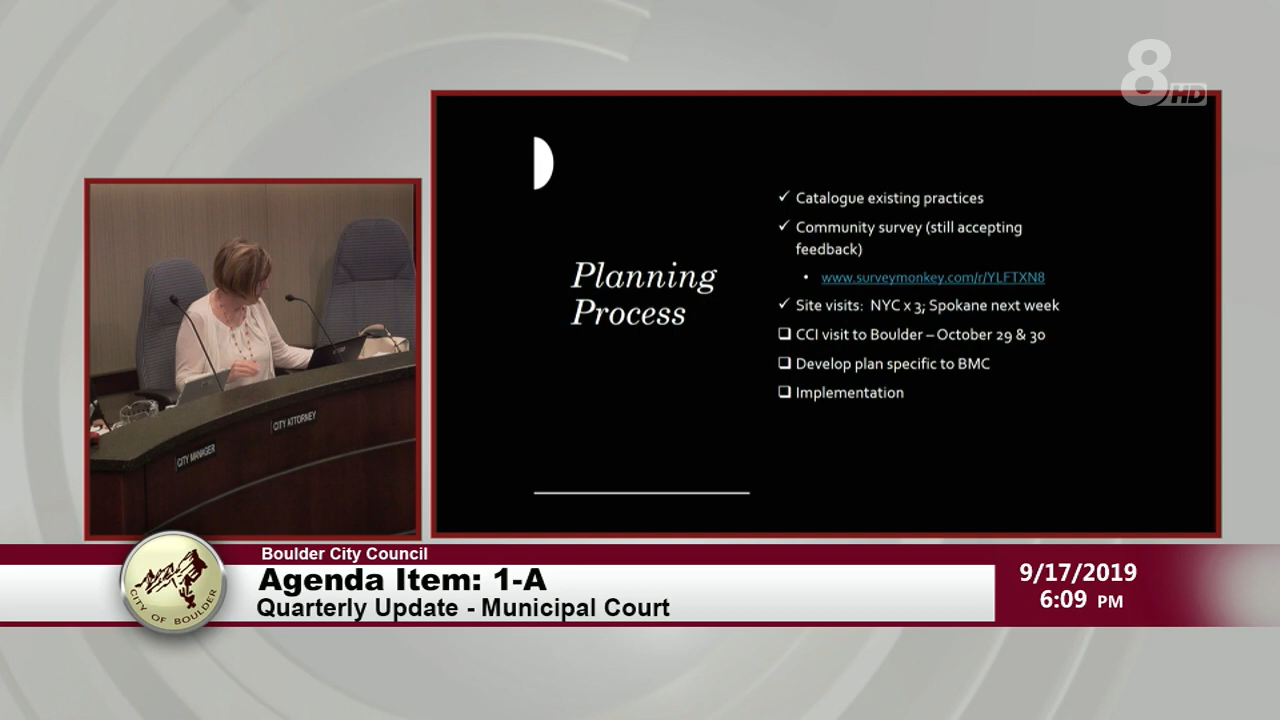 8 HD
Planning
Process
✓ Catalogue existing practices
✓ Community survey (still accepting
feedback)
• www.surveymonkey.com/r/YLFTXN8
✓ Site visits: NYC x 3; Spokane next week
❑ CCI visit to Boulder – October 29 & 30
❑ Develop plan specific to BMC
❑ Implementation
CITY MANAGER
CITY ATTORNEY
CITY OF BOULDER
Boulder City Council
Agenda Item: 1-A
Quarterly Update - Municipal Court
9/17/2019
6:09 PM